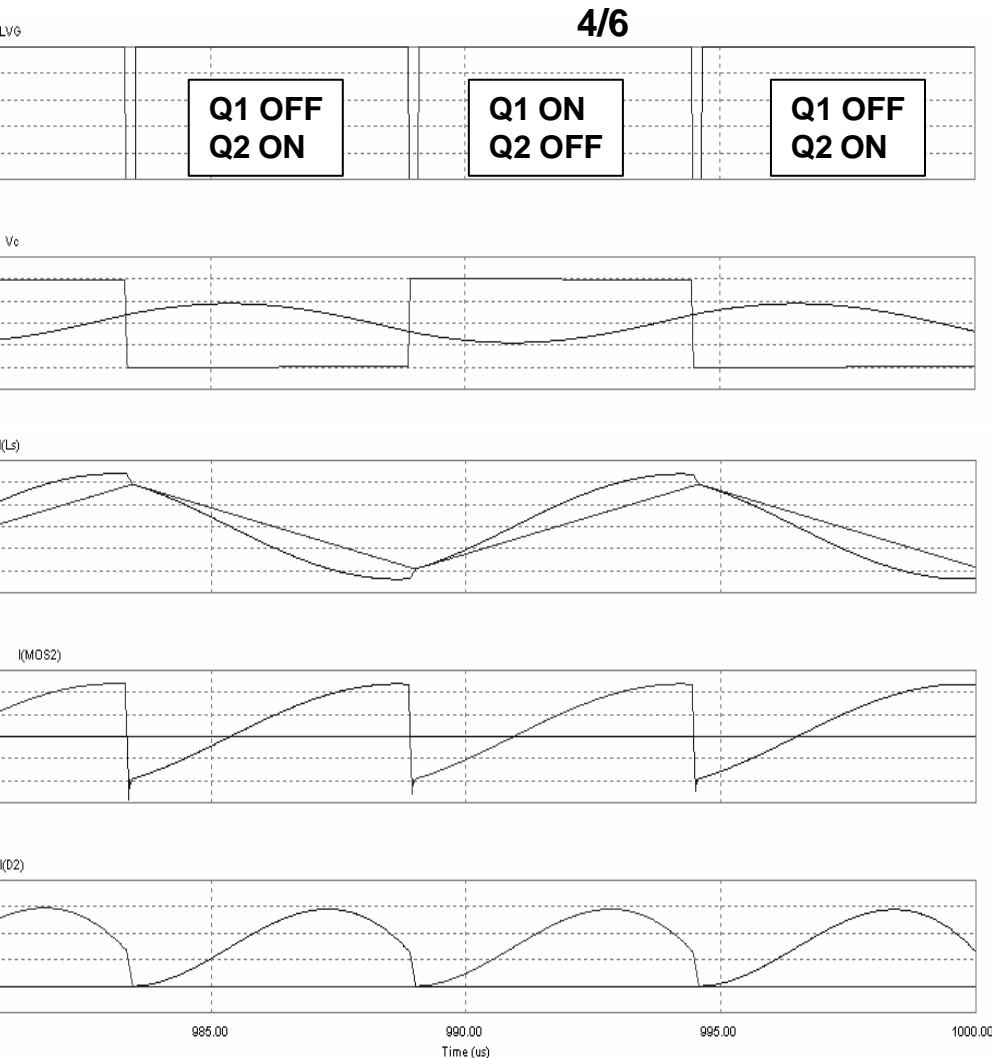 4/6
LVG
Q1 OFF
Q2 ON
Q1 ON
Q2 OFF
Q1 OFF
Q2 ON
Vc
I(Ls)
I(MOS2)
I(D2)
985.00
990.00
995.00
1000.00
Time (us)